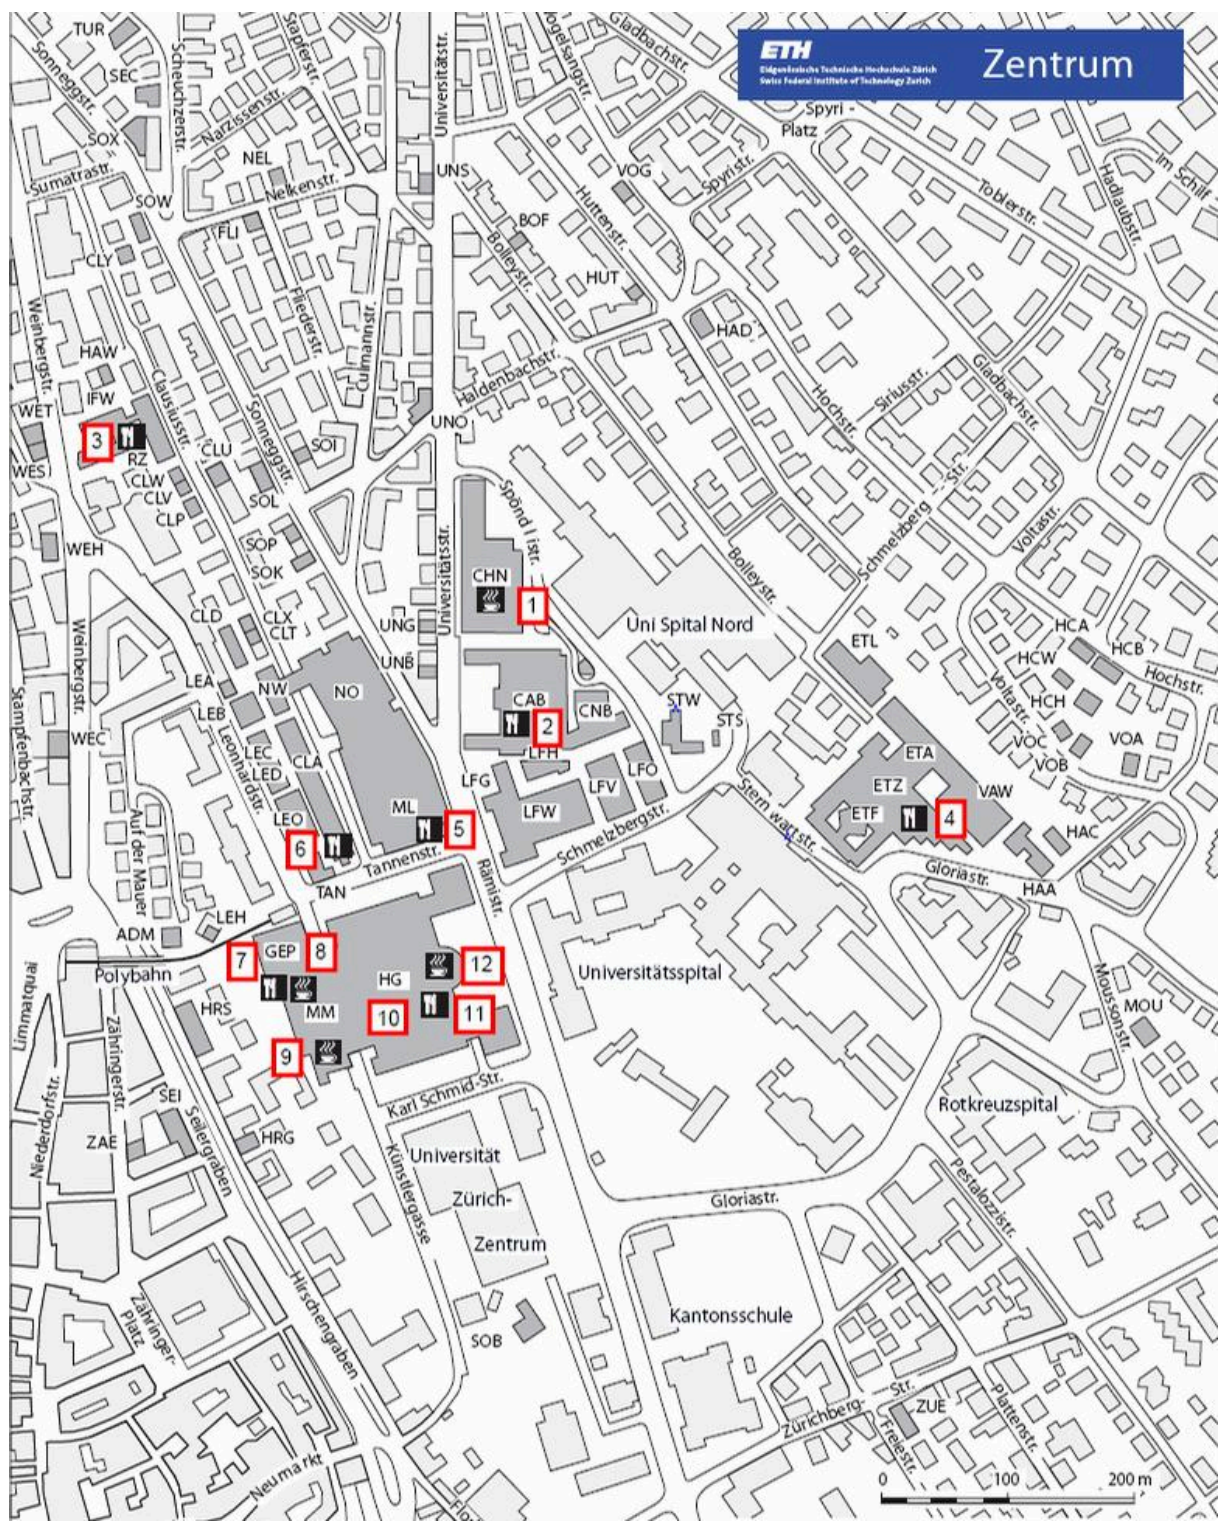 ETH
Eidgenössische Technische Hochschule Zürich
Swiss Federal Institute of Technology Zurich
Zentrum
TUR
SEC
SOX
Sonneggstr.
Scheuchzerstr.
Stapferstr.
Narzissenstr.
NEL
Nelkenstr.
Sumatrastr.
SOW
FLI
CLY
Universitätstr.
UNS
Vogelsangstr.
Gladbachstr.
VOG
Spyristr.
Spyri -
Platz
Toblerstr.
Hadlaubstr.
Im Schilf
BOF
Huttenstr.
Bolleystr.
HUT
HAD
Weinbergstr.
HAW
IFW
WET
WES
3
RZ
CLW
CLV
CLP
Clausiusstr.
Fliederstr.
Culmannstr.
Sonneggstr.
CLU
SOI
SOL
SOP
SOK
UNO
Haldenbachstr.
Hochstr.
Siriusstr.
Gladbachstr.
Schmelzberg
str.
Voltastr.
WEH
CLD
CLX
CLT
Spöndlistr.
Universitätsstr.
CHN
1
UNG
UNB
Uni Spital Nord
Bolleystr.
ETL
HCA
HCB
HCW
HCH
Hochstr.
Voltastr.
VOC
VOB
VOA
Weinbergstr.
Stampfenbachstr.
WEC
LEA
NW
NO
LEB
LEC
LED
CLA
Leonhardstr.
LEO
6
CAB
2
CNB
STW
STS
LFH
LFG
LFW
LFV
LFO
ML
5
Tannenstr.
TAN
Schmelzbergstr.
Sternwartstr.
ETA
ETZ
ETF
4
VAW
HAC
HAA
Gloriastr.
Auf der Mauer
LEH
ADM
Polybahn
Limmatquai
7
GEP
8
Rämistr.
12
HG
MM
10
11
9
Universitätsspital
Moussonstr.
MOU
HRS
Zähringerstr.
Niederdorfstr.
SEI
ZAE
Seilergraben
HRG
Karl Schmid-Str.
Künstlergasse
Universität
Zürich-
Zentrum
Rotkreuzspital
Pestalozzistr.
Gloriastr.
Zähringer-
Platz
Hirschengraben
SOB
Kantonsschule
Neumarkt
Zürichberg-
Str.
ZUE
Freiestr.
Plattenstr.
0
100
200 m